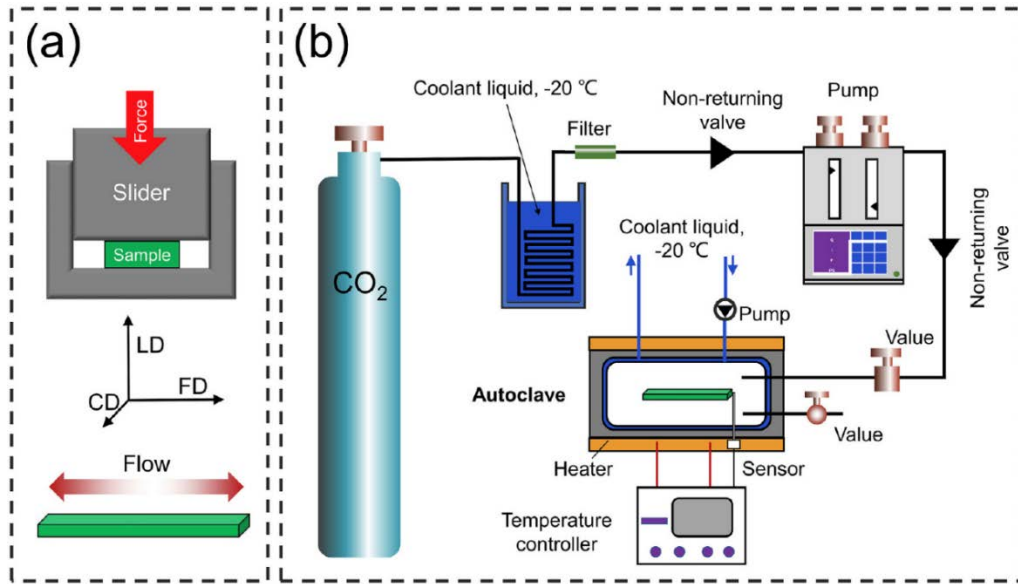 (a)
Force
Slider
Sample
LD
FD
CD
Flow
(b)
Coolant liquid, -20 ℃
Filter
Non-returning
valve
Pump
CO₂
Coolant liquid,
-20 ℃
Pump
Non-returning
valve
Value
Autoclave
Value
Heater
Sensor
Temperature
controller